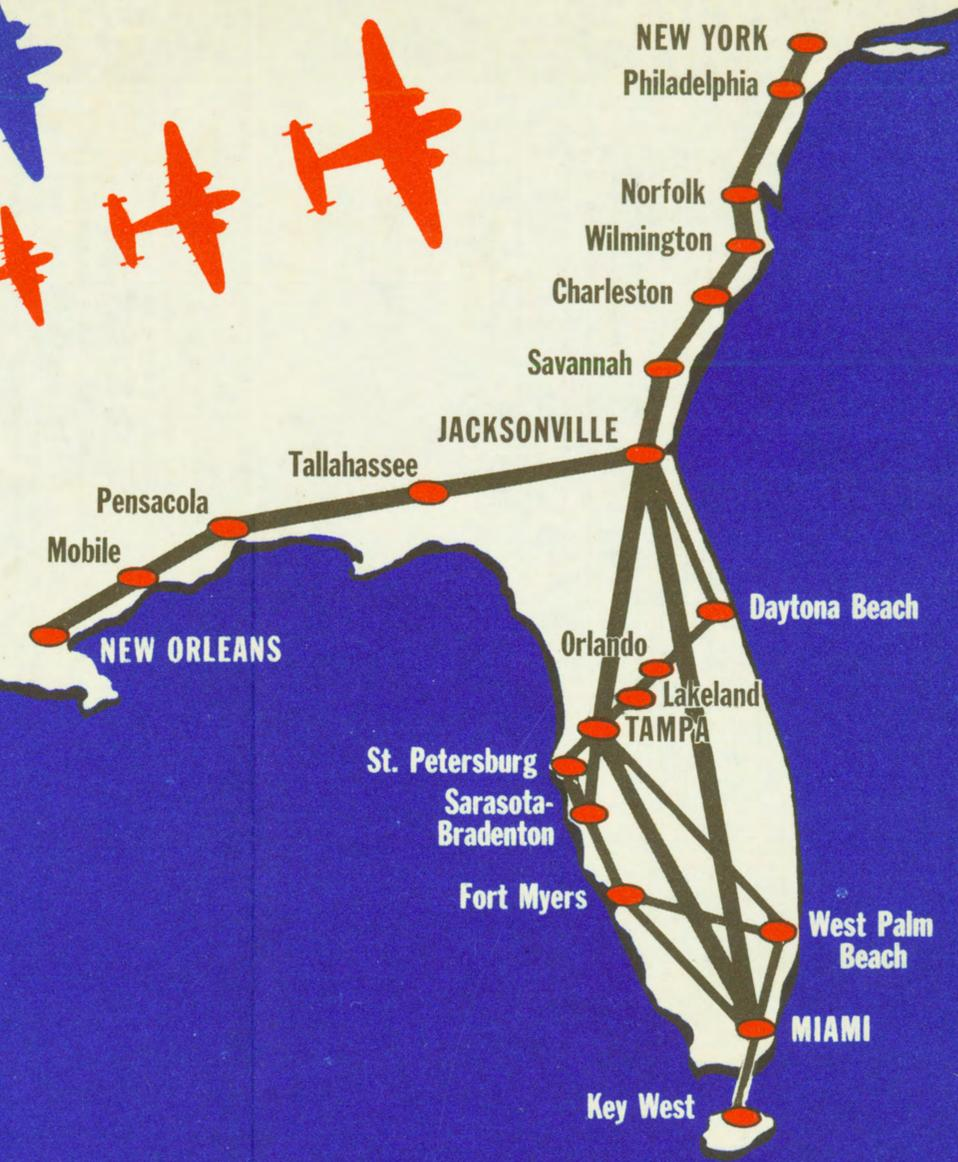 NEW YORK
Philadelphia
Norfolk
Wilmington
Charleston
Savannah
JACKSONVILLE
Tallahassee
Pensacola
Mobile
NEW ORLEANS
Daytona Beach
Orlando
Lakeland
TAMPA
St. Petersburg
Sarasota-
Bradenton
Fort Myers
West Palm
Beach
MIAMI
Key West